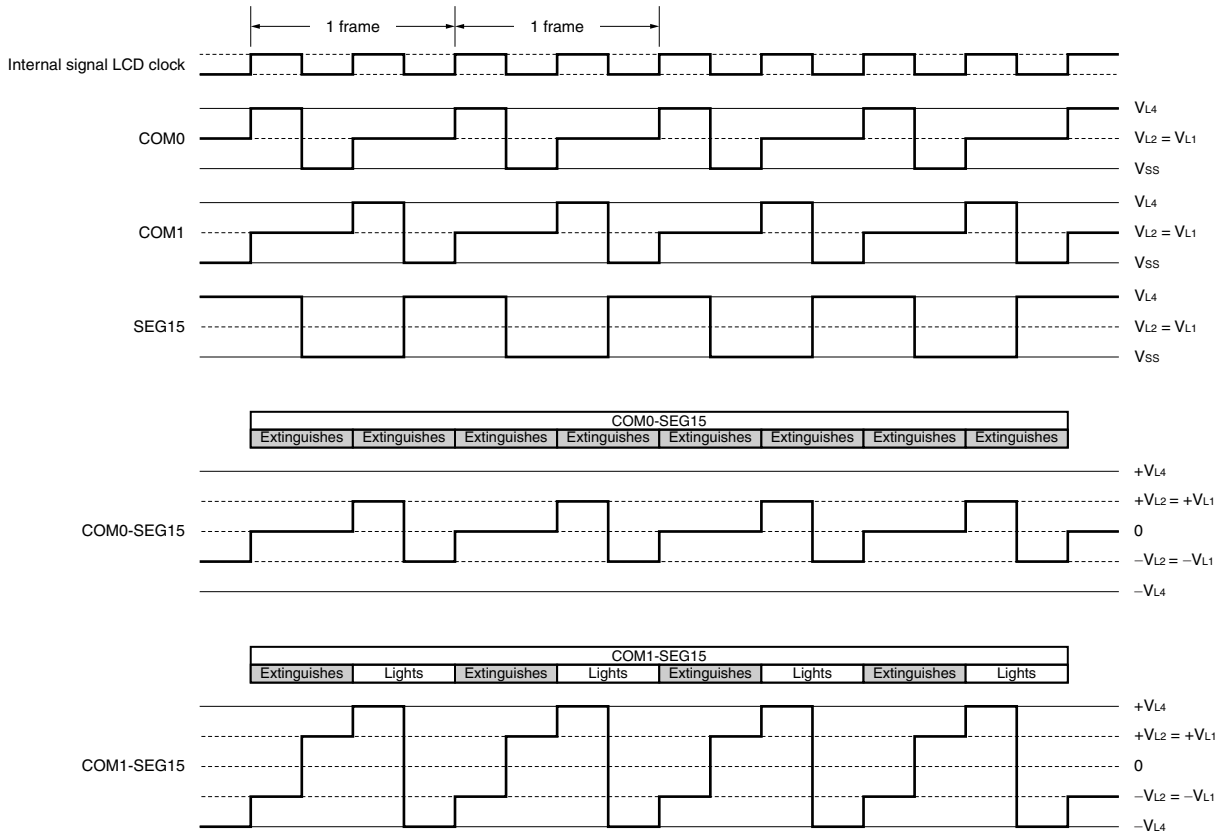 1 frame 1 frame
Internal signal LCD clock
VL4
COM0 VL2 = VL1
VSS
VL4
COM1 VL2 = VL1
VSS
VL4
SEG15 VL2 = VL1
VSS
COM0-SEG15
Extinguishes Extinguishes Extinguishes Extinguishes Extinguishes Extinguishes Extinguishes Extinguishes
+VL4
+VL2 = +VL1
COM0-SEG15 0
−VL2 = −VL1
−VL4
COM1-SEG15
Extinguishes Lights Extinguishes Lights Extinguishes Lights Extinguishes Lights
+VL4
+VL2 = +VL1
COM1-SEG15 0
−VL2 = −VL1
−VL4